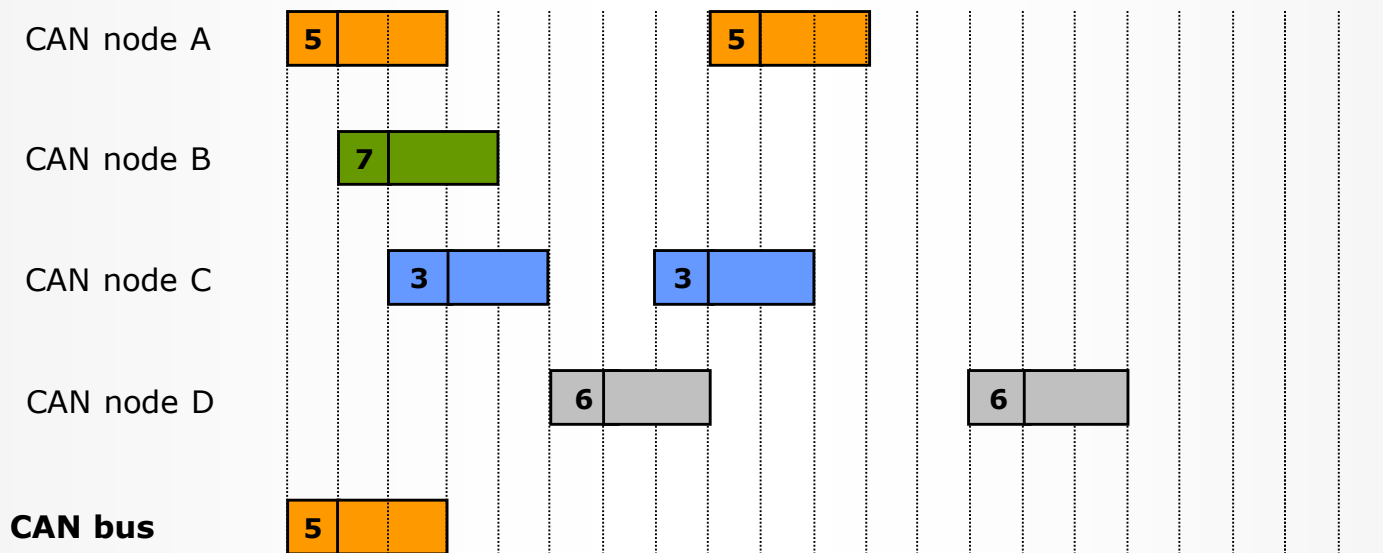 CAN node A 5 5
CAN node B 7
CAN node C 3 3
CAN node D 6 6
CAN bus 5